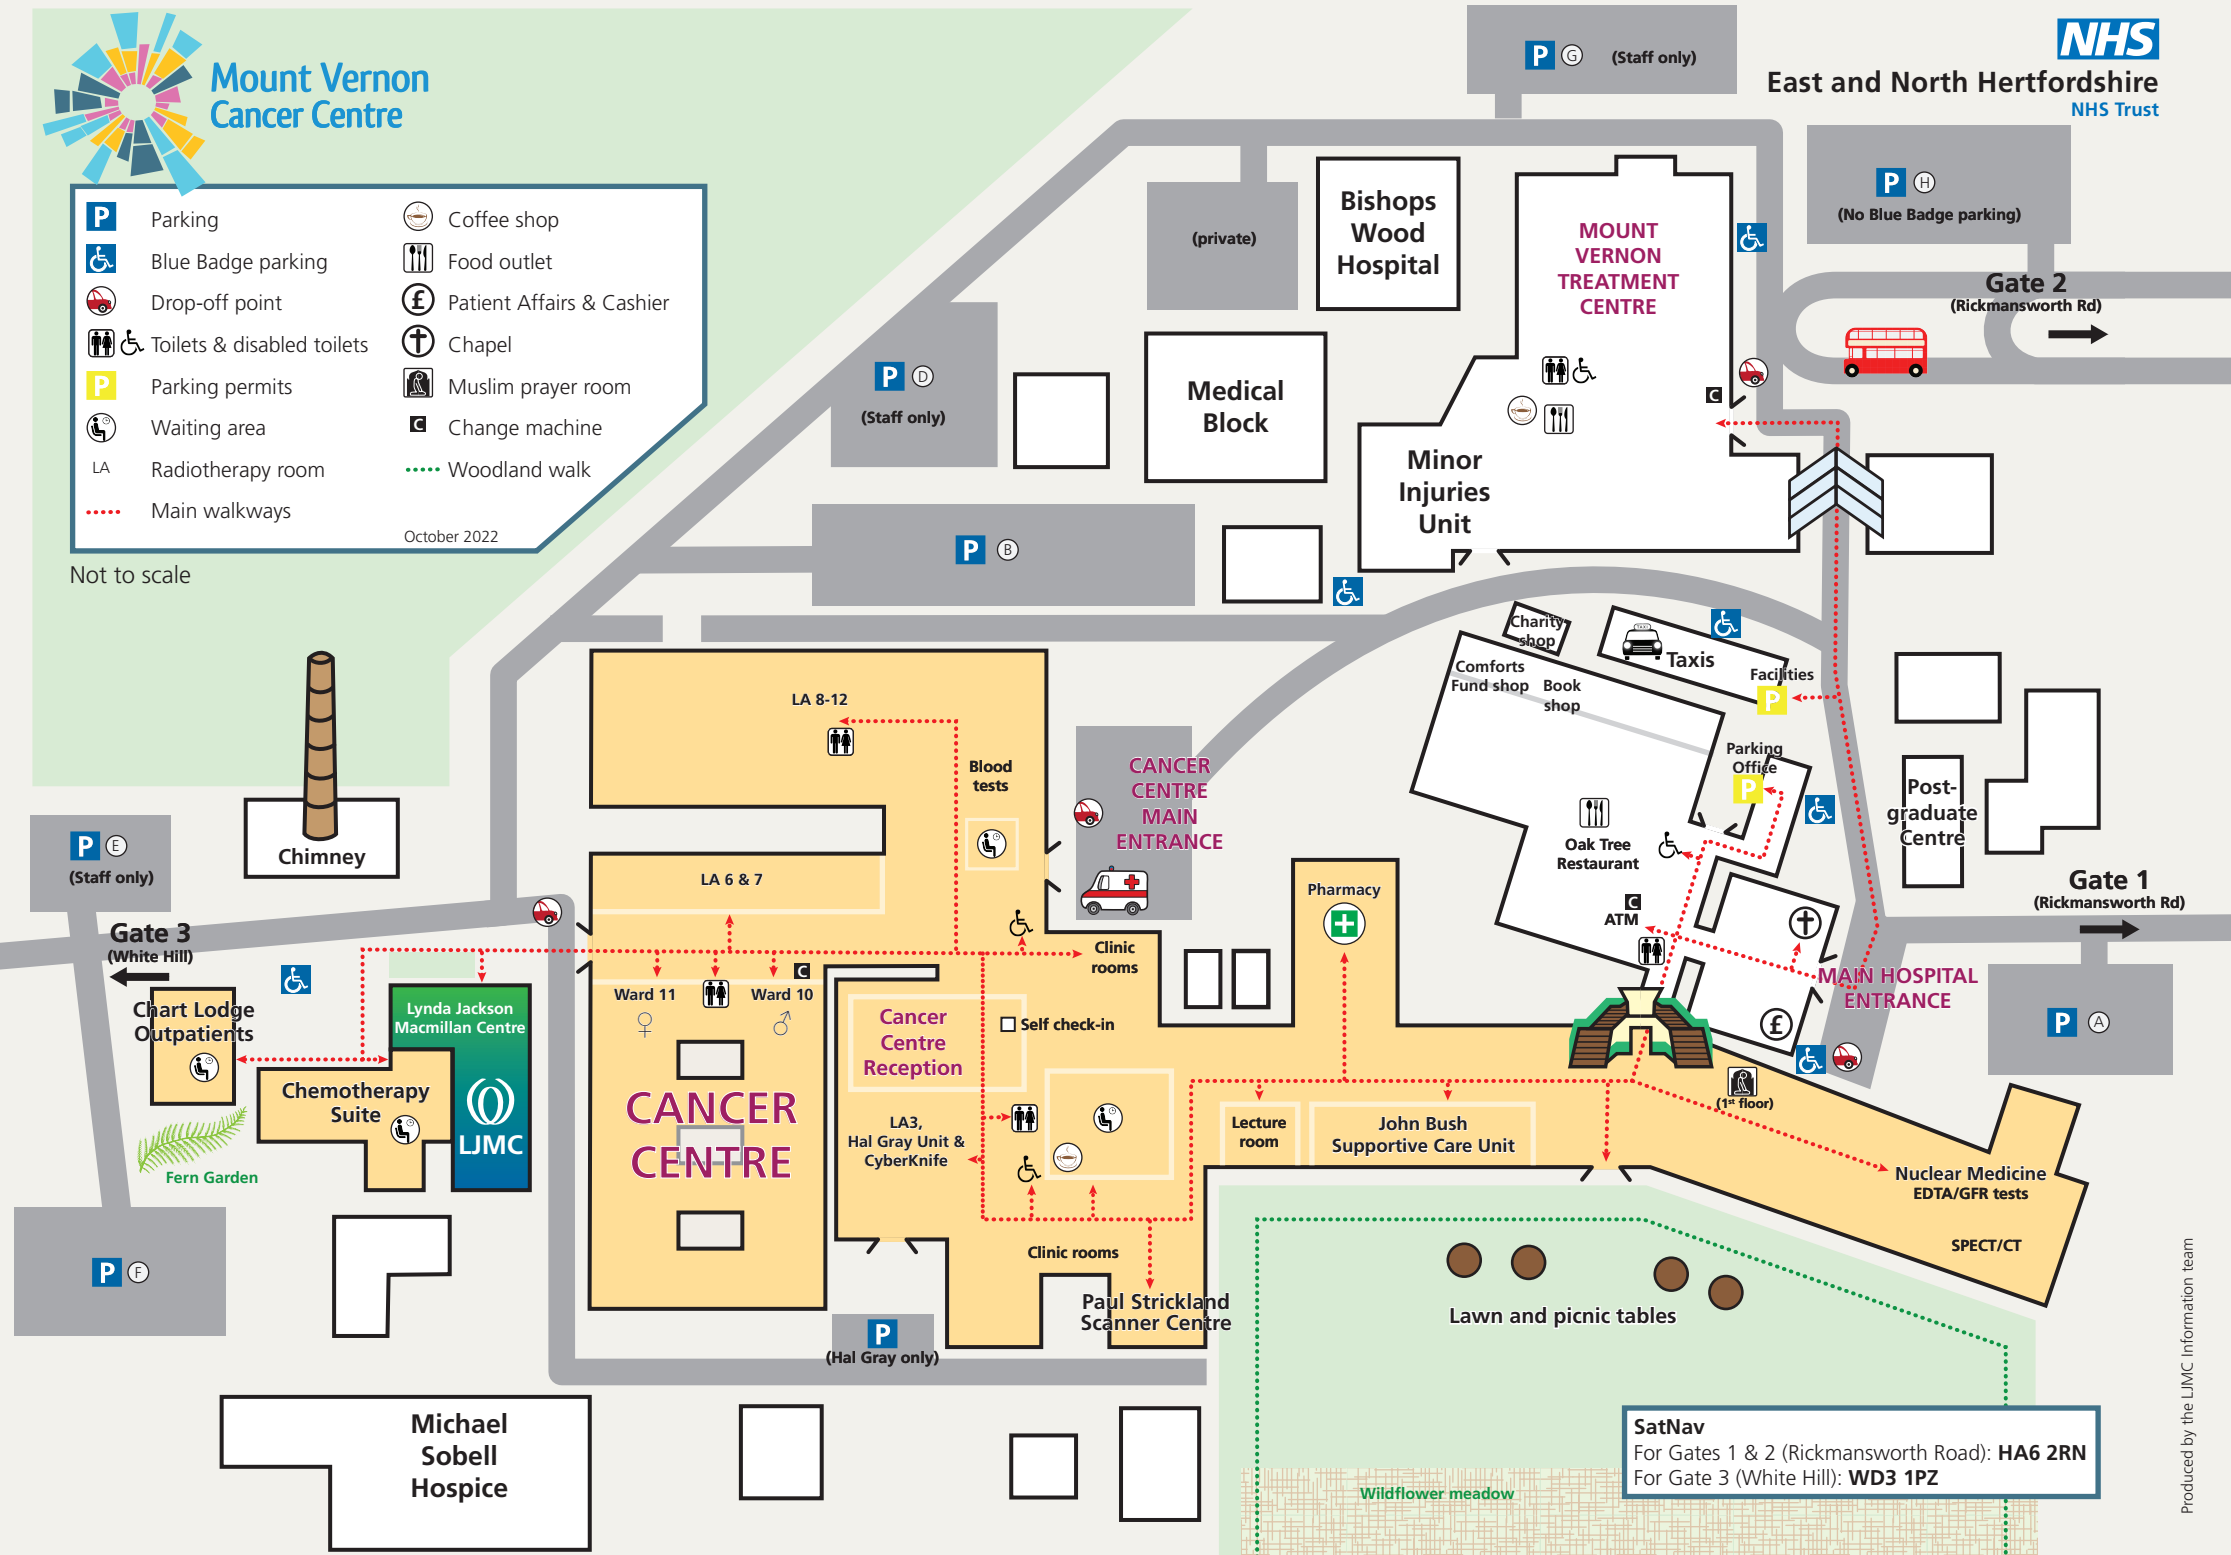 Mount Vernon
Cancer Centre
P
Parking
Blue Badge parking
Drop-off point
Toilets & disabled toilets
P
Parking permits
Waiting area
LA
Radiotherapy room
Main walkways
Coffee shop
Food outlet
£
Patient Affairs & Cashier
Chapel
Muslim prayer room
C
Change machine
Woodland walk
October 2022
Not to scale
NHS
East and North Hertfordshire
NHS Trust
P G (Staff only)
P H
(No Blue Badge parking)
Gate 2
(Rickmansworth Rd)
(private)
Bishops
Wood
Hospital
MOUNT
VERNON
TREATMENT
CENTRE
C
P D
(Staff only)
Medical
Block
Minor
Injuries
Unit
P B
Charity
shop
Comforts
Fund shop
Book
shop
TAXI
Taxis
Facilities
P
Parking
Office
P
Post-
graduate
Centre
Oak Tree
Restaurant
C
ATM
Gate 1
(Rickmansworth Rd)
MAIN HOSPITAL
ENTRANCE
£
P A
LA 8-12
Blood
tests
CANCER
CENTRE
MAIN
ENTRANCE
LA 6 & 7
Pharmacy
Chimney
P E
(Staff only)
Gate 3
(White Hill)
Chart Lodge
Outpatients
Lynda Jackson
Macmillan Centre
Chemotherapy
Suite
LJMC
Fern Garden
P F
Ward 11
C
Ward 10
Clinic
rooms
Cancer
Centre
Reception
Self check-in
CANCER
CENTRE
LA3,
Hal Gray Unit &
CyberKnife
Lecture
room
John Bush
Supportive Care Unit
(1st floor)
Nuclear Medicine
EDTA/GFR tests
SPECT/CT
Clinic rooms
Paul Strickland
Scanner Centre
P
(Hal Gray only)
Lawn and picnic tables
Michael
Sobell
Hospice
Wildflower meadow
SatNav
For Gates 1 & 2 (Rickmansworth Road): HA6 2RN
For Gate 3 (White Hill): WD3 1PZ
Produced by the LJMC Information team